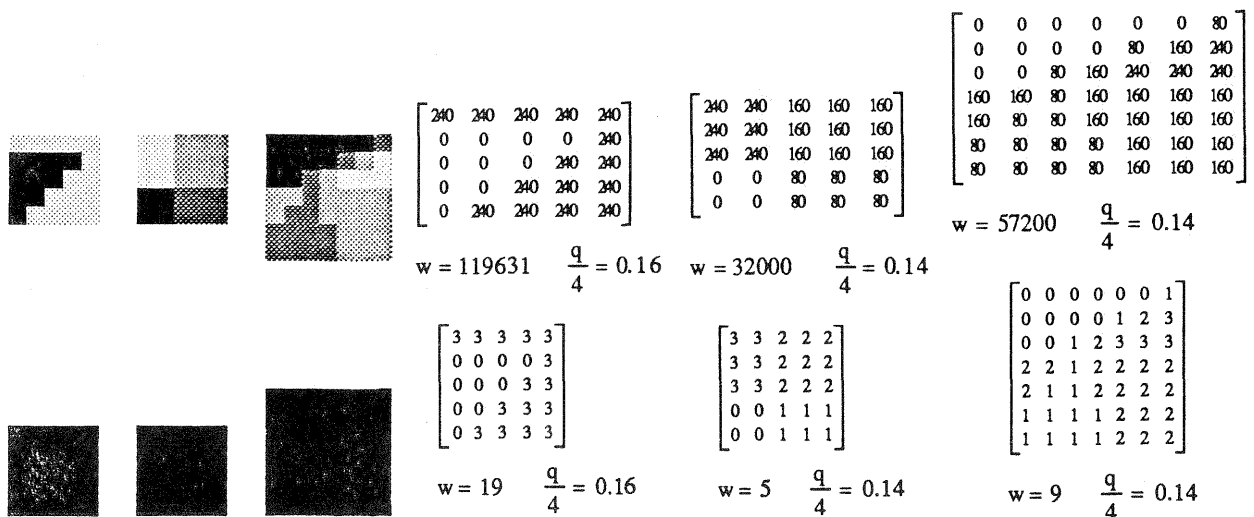 240 240 240 240 240
0 0 0 0 240
0 0 0 240 240
0 0 240 240 240
0 240 240 240 240
w = 119631 q/4 = 0.16
240 240 160 160 160
240 240 160 160 160
240 240 160 160 160
0 0 80 80 80
0 0 80 80 80
w = 32000 q/4 = 0.14
0 0 0 0 0 0 80
0 0 0 0 80 160 240
0 0 80 160 240 240 240
160 160 80 160 160 160 160
160 80 80 160 160 160 160
80 80 80 80 160 160 160
80 80 80 80 160 160 160
w = 57200 q/4 = 0.14
3 3 3 3 3
0 0 0 0 3
0 0 0 3 3
0 0 3 3 3
0 3 3 3 3
w = 19 q/4 = 0.16
3 3 2 2 2
3 3 2 2 2
3 3 2 2 2
0 0 1 1 1
0 0 1 1 1
w = 5 q/4 = 0.14
0 0 0 0 0 0 1
0 0 0 0 1 2 3
0 0 1 2 3 3 3
2 2 1 2 2 2 2
2 1 1 2 2 2 2
1 1 1 1 2 2 2
1 1 1 1 2 2 2
w = 9 q/4 = 0.14